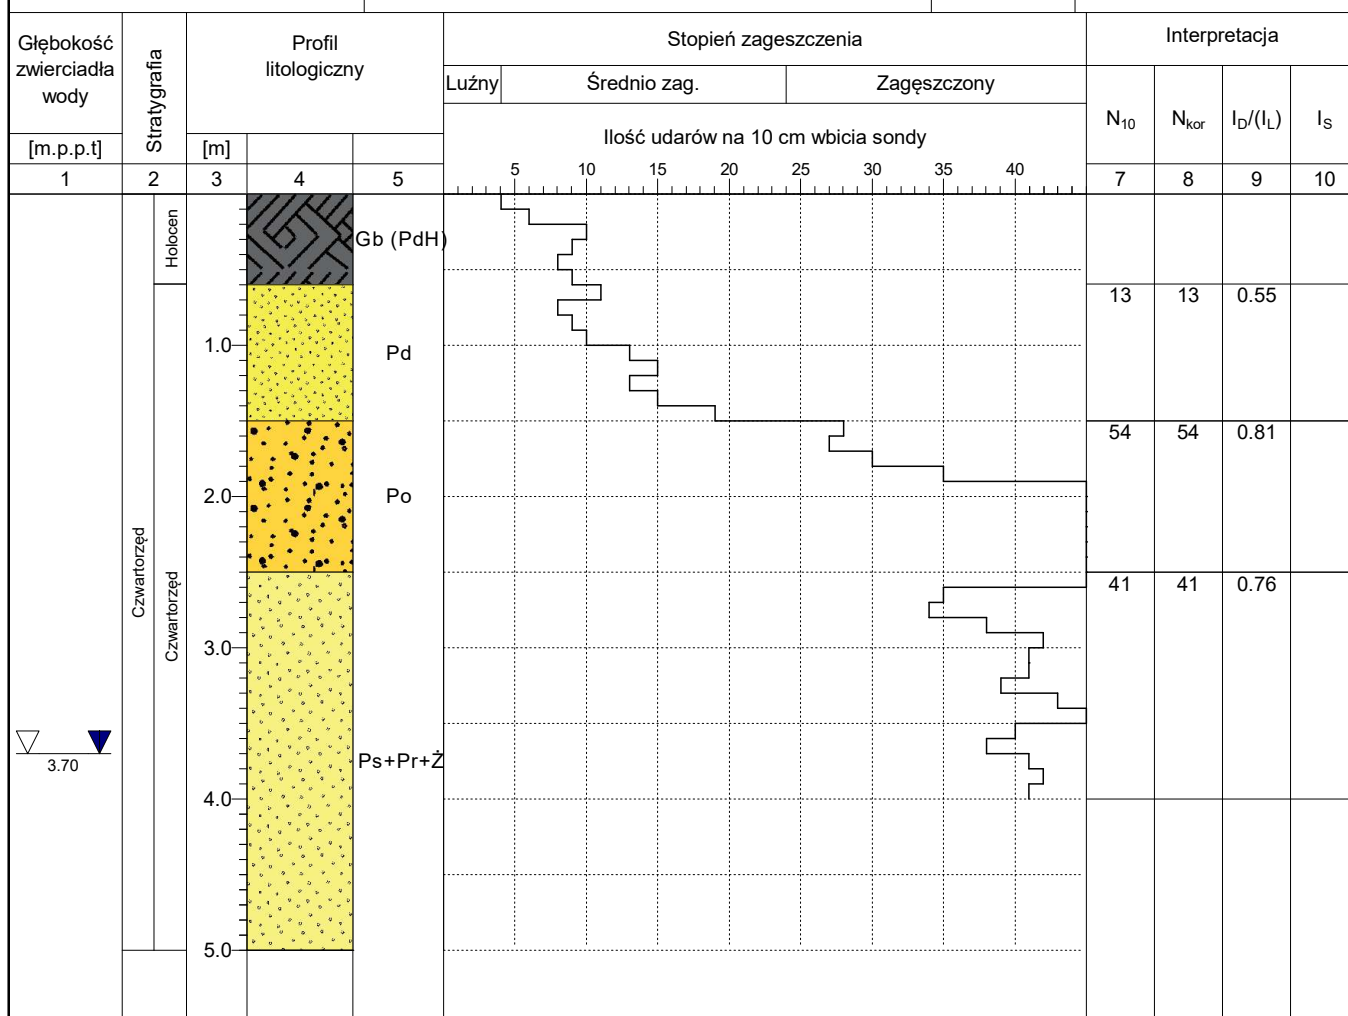 Głębokość
zwierciadła
wody
Stratygrafia
Profil
litologiczny
Stopień zageszczenia
Interpretacja
Luźny
Średnio zag.
Zagęszczony
N10
Nkor
ID/(IL)
IS
Ilość udarów na 10 cm wbicia sondy
[m.p.p.t]
[m]
5 10 15 20 25 30 35 40
1 2 3 4 5 7 8 9 10
Holocen
Gb (PdH)
13 13 0.55
1.0
Pd
54 54 0.81
2.0
Po
Czwartorzęd
Czwartorzęd
41 41 0.76
3.0
3.70
Ps+Pr+Ż
4.0
5.0